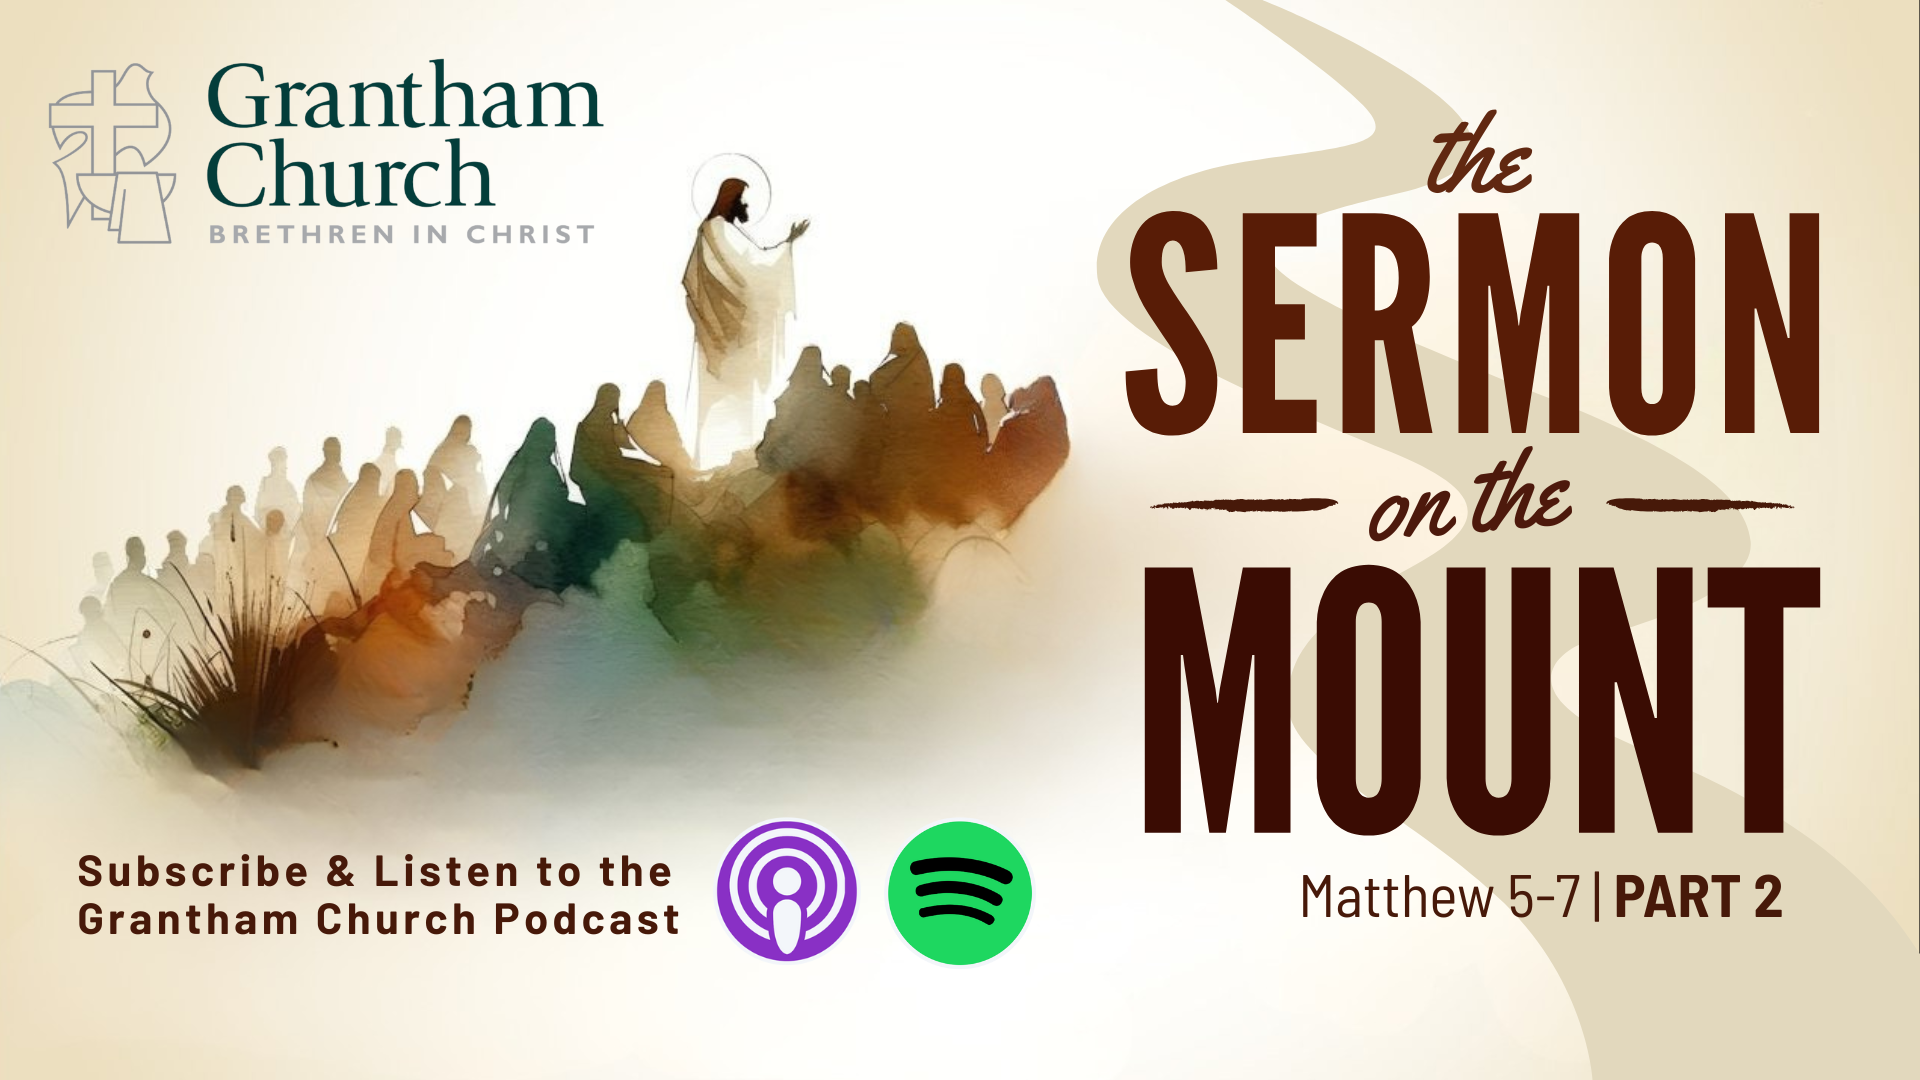 Grantham
Church
BRETHREN IN CHRIST
the
SERMON
on the
MOUNT
Matthew 5-7 | PART 2
Subscribe & Listen to the
Grantham Church Podcast